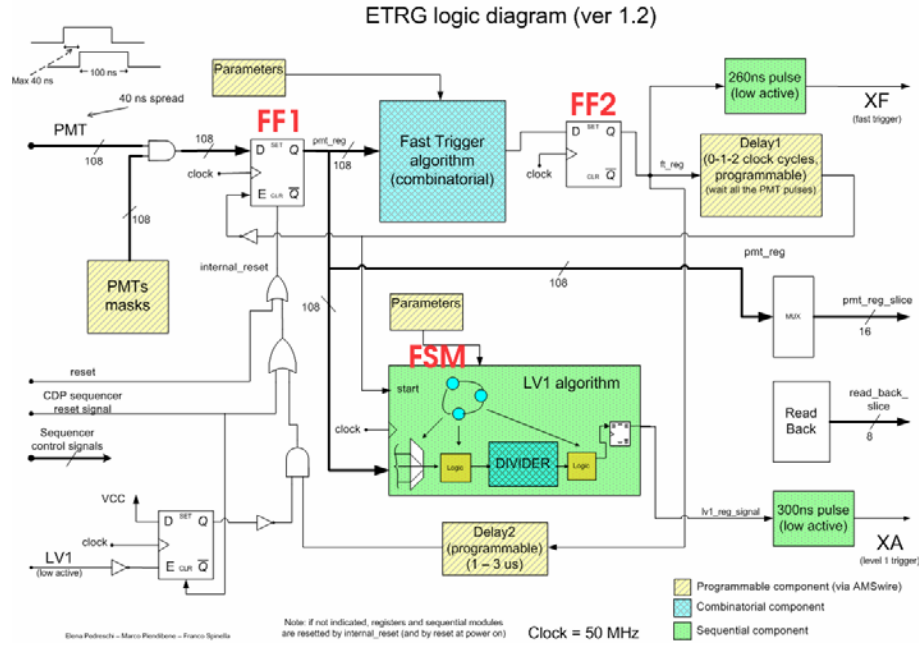 ETRG logic diagram (ver 1.2)
Max 40 ns
100 ns
40 ns spread
PMT
108
108
108
PMTs
masks
Parameters
FF1
D SET Q
clock
E CLR Q
pmt_reg
108
Fast Trigger
algorithm
(combinatorial)
FF2
D SET Q
clock
CLR Q
ft_reg
260ns pulse
(low active)
XF
(fast trigger)
Delay1
(0-1-2 clock cycles,
programmable)
(wait all the PMT pulses)
internal_reset
108
108
pmt_reg
MUX
pmt_reg_slice
16
Parameters
FSM
LV1 algorithm
start
clock
Logic
DIVIDER
Logic
reset
CDP sequencer
reset signal
Sequencer
control signals
Read
Back
read_back_
slice
8
VCC
D SET Q
clock
E CLR Q
LV1
(low active)
Delay2
(programmable)
(1 – 3 us)
lv1_reg_signal
300ns pulse
(low active)
XA
(level 1 trigger)
Programmable component (via AMSwire)
Combinatorial component
Sequential component
Elena Pedreschi – Marco Piendibene – Franco Spinella
Note: if not indicated, registers and sequential modules
are resetted by internal_reset (and by reset at power on)
Clock = 50 MHz